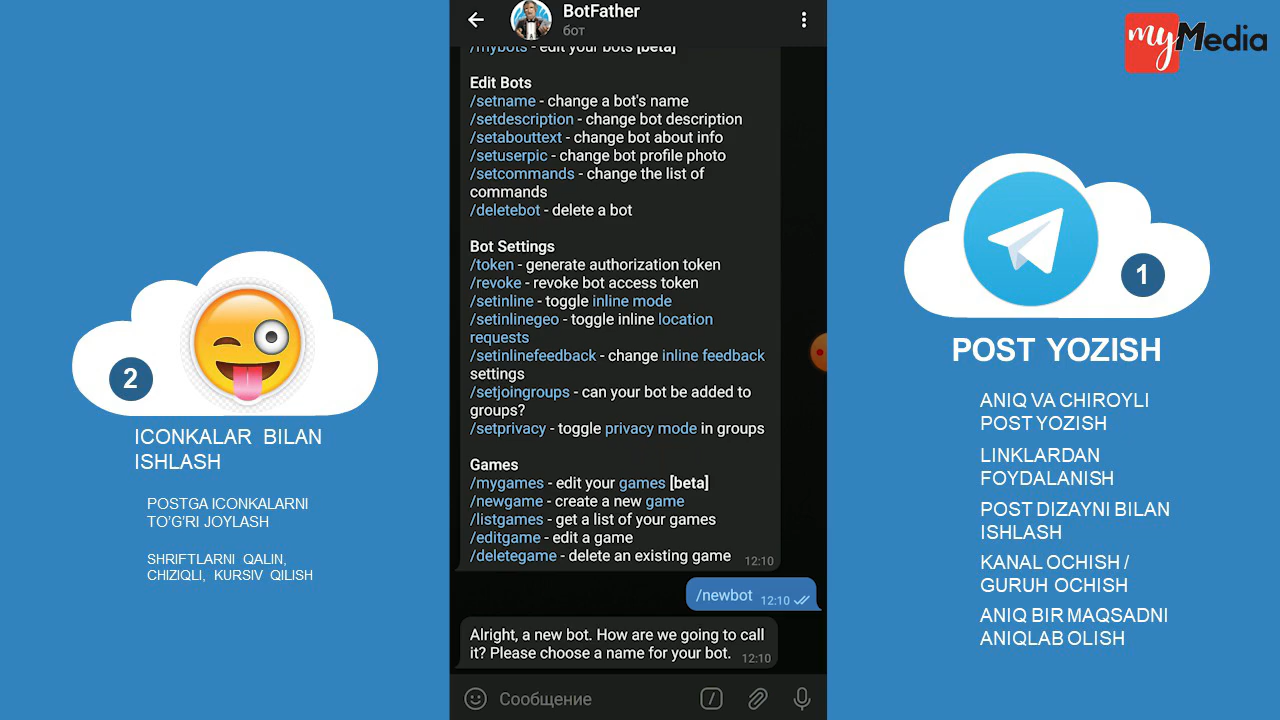 BotFather
бот
/mybots - edit your bots [beta]
Edit Bots
/setname - change a bot's name
/setdescription - change bot description
/setabouttext - change bot about info
/setuserpic - change bot profile photo
/setcommands - change the list of
commands
/deletebot - delete a bot
Bot Settings
/token - generate authorization token
/revoke - revoke bot access token
/setinline - toggle inline mode
/setinlinegeo - toggle inline location
requests
/setinlinefeedback - change inline feedback
settings
/setjoingroups - can your bot be added to
groups?
/setprivacy - toggle privacy mode in groups
Games
/mygames - edit your games [beta]
/newgame - create a new game
/listgames - get a list of your games
/editgame - edit a game
/deletegame - delete an existing game
12:10
/newbot 12:10
Alright, a new bot. How are we going to call
it? Please choose a name for your bot. 12:10
Сообщение
2
ICONKALAR BILAN
ISHLASH
POSTGA ICONKALARNI
TO'G'RI JOYLASH
SHRIFTLARNI QALIN,
CHIZIQLI, KURSIV QILISH
myMedia
1
POST YOZISH
ANIQ VA CHIROYLI
POST YOZISH
LINKLARDAN
FOYDALANISH
POST DIZAYNI BILAN
ISHLASH
KANAL OCHISH /
GURUH OCHISH
ANIQ BIR MAQSADNI
ANIQLAB OLISH